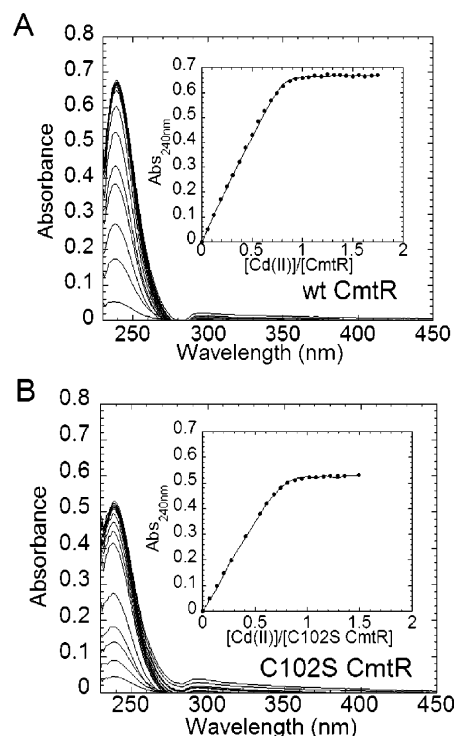 A
0.8
0.7
0.6
0.5
0.4
0.3
0.2
0.1
0
Absorbance
250 300 350 400 450
Wavelength (nm)
0.7
0.6
0.5
0.4
0.3
0.2
0.1
0
Abs240nm
0 0.5 1 1.5 2
[Cd(II)]/[CmtR]
wt CmtR
B
0.8
0.7
0.6
0.5
0.4
0.3
0.2
0.1
0
Absorbance
250 300 350 400 450
Wavelength (nm)
0.7
0.6
0.5
0.4
0.3
0.2
0.1
0
Abs240nm
0 0.5 1 1.5 2
[Cd(II)]/[C102S CmtR]
C102S CmtR